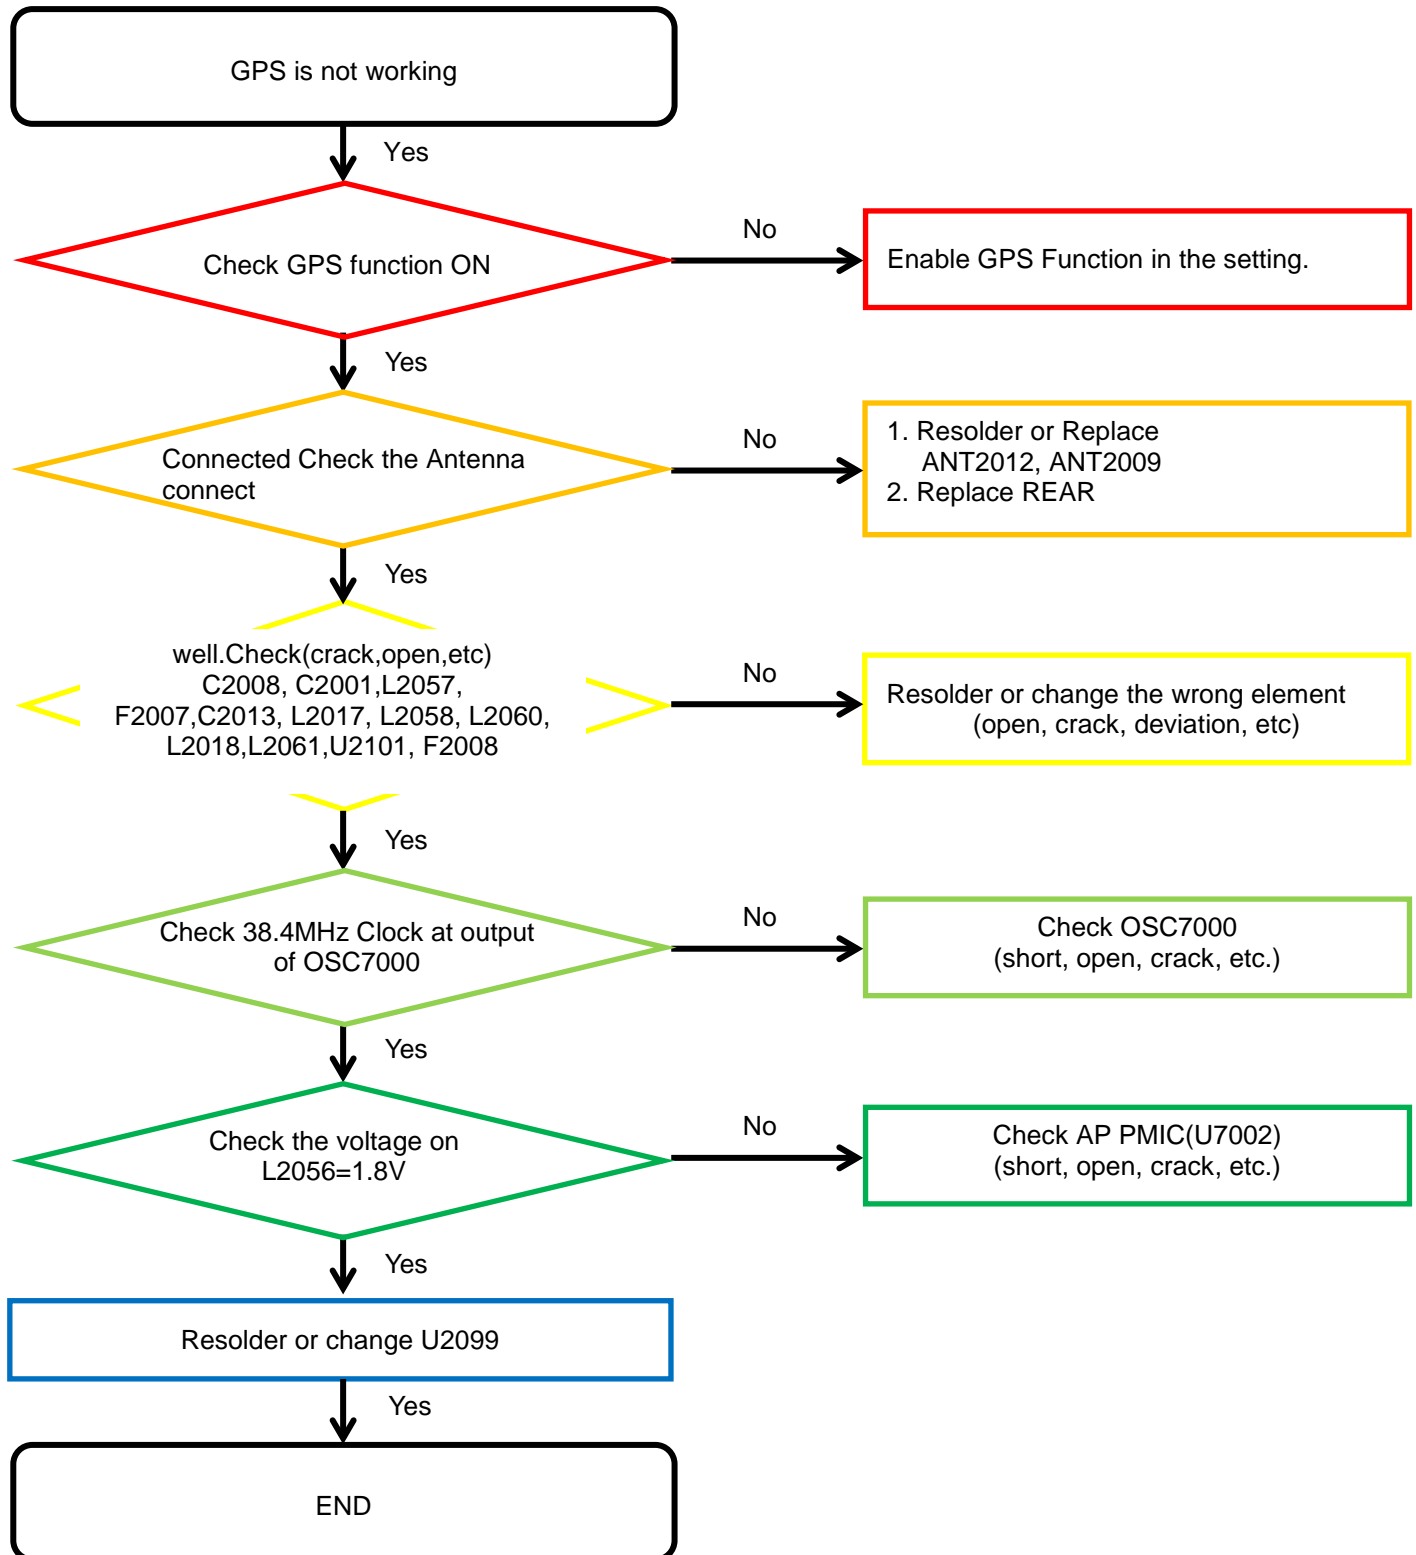 GPS is not working
Yes
Check GPS function ON
No
Enable GPS Function in the setting.
Yes
Connected Check the Antenna
connect
No
1. Resolder or Replace
ANT2012, ANT2009
2. Replace REAR
Yes
well.Check(crack,open,etc)
C2008, C2001,L2057,
F2007,C2013, L2017, L2058, L2060,
L2018,L2061,U2101, F2008
No
Resolder or change the wrong element
(open, crack, deviation, etc)
Yes
Check 38.4MHz Clock at output
of OSC7000
No
Check OSC7000
(short, open, crack, etc.)
Yes
Check the voltage on
L2056=1.8V
No
Check AP PMIC(U7002)
(short, open, crack, etc.)
Yes
Resolder or change U2099
Yes
END